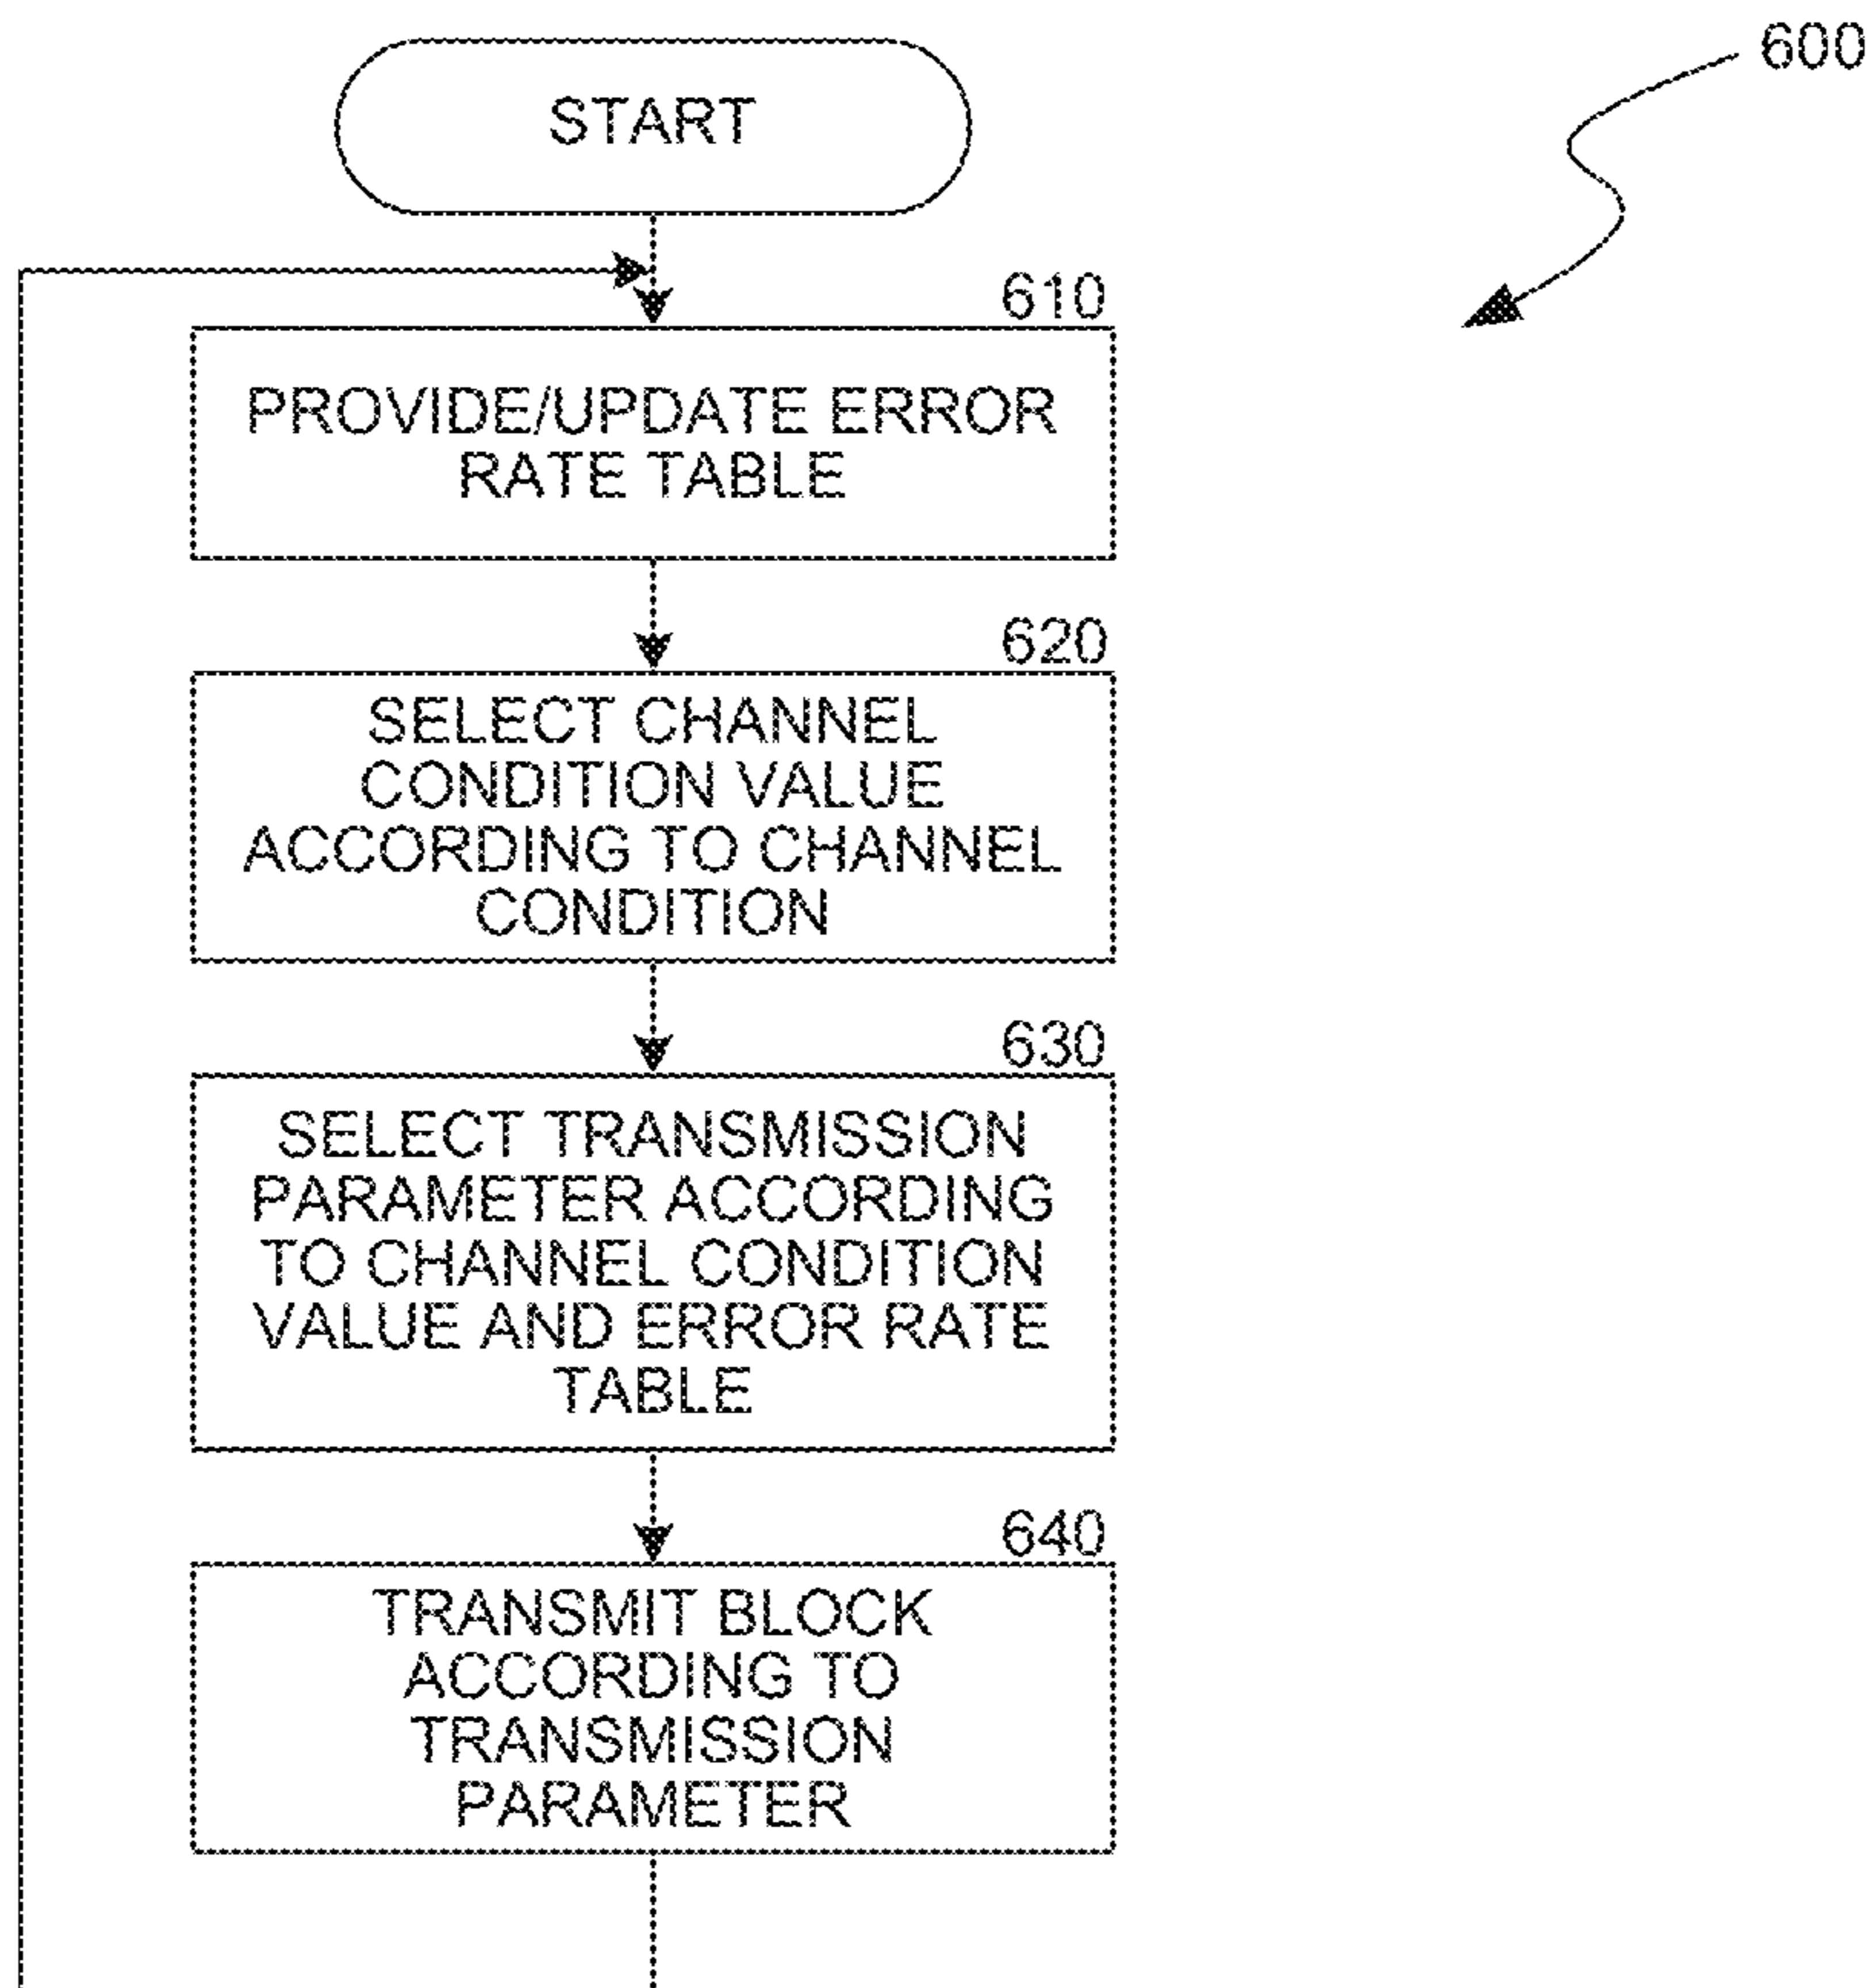 600
START
610
PROVIDE/UPDATE ERROR
RATE TABLE
620
SELECT CHANNEL
CONDITION VALUE
ACCORDING TO CHANNEL
CONDITION
630
SELECT TRANSMISSION
PARAMETER ACCORDING
TO CHANNEL CONDITION
VALUE AND ERROR RATE
TABLE
640
TRANSMIT BLOCK
ACCORDING TO
TRANSMISSION
PARAMETER